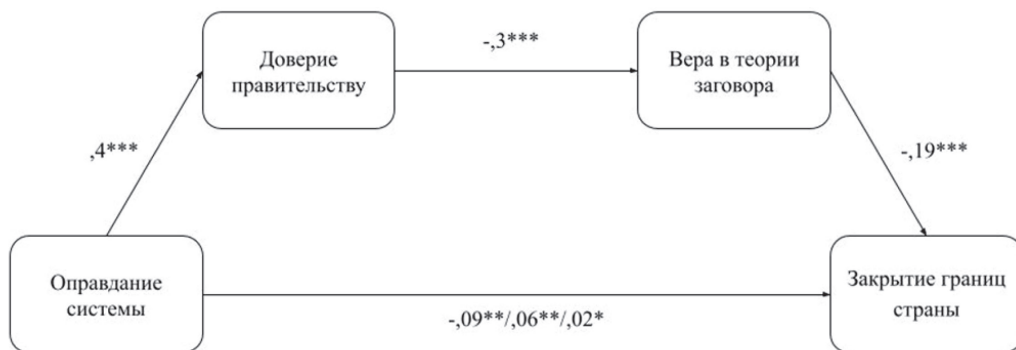 Доверие
правительству
-,3***
Вера в теории
заговора
,4***
-,19***
Оправдание
системы
-,09**/,06**/,02*
Закрытие границ
страны